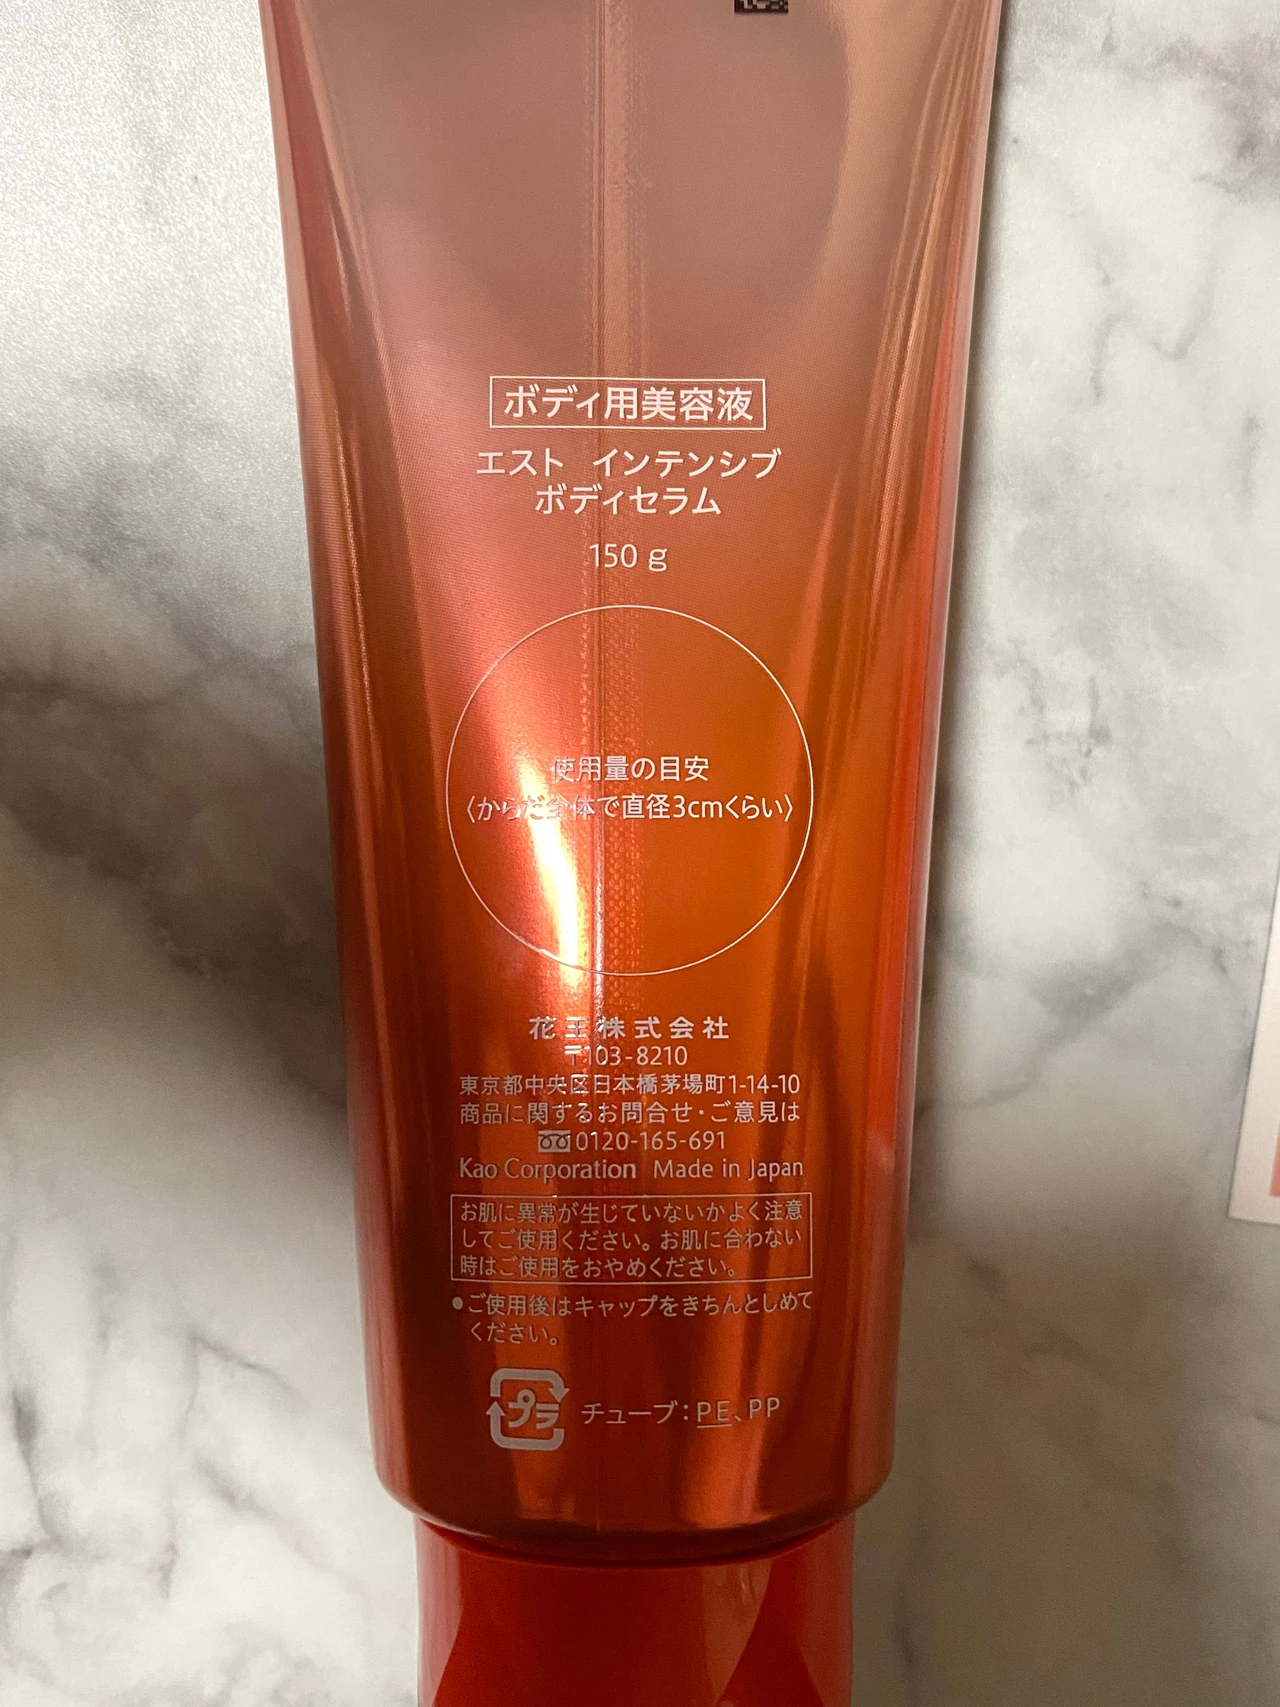 ボディ用美容液
エスト インテンシブ
ボディセラム
150 g
使用量の目安
〈からだ全体で直径3cmくらい〉
花王株式会社
〒103-8210
東京都中央区日本橋茅場町1-14-10
商品に関するお問合せ・ご意見は
0120-165-691
Kao Corporation Made in Japan
お肌に異常が生じていないかよく注意
してご使用ください。お肌に合わない
時はご使用をおやめください。
●ご使用後はキャップをきちんとしめて
ください。
プラ チューブ：PE、PP